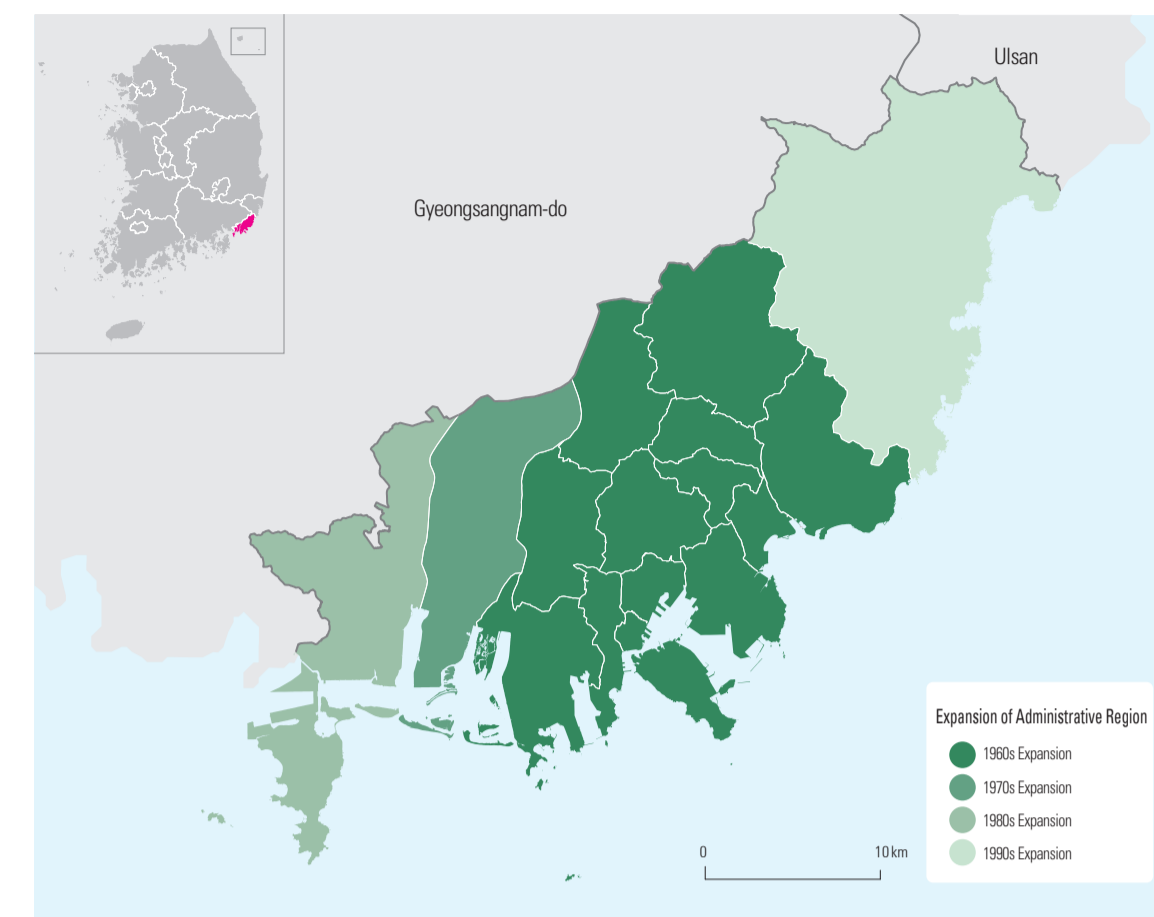 Ulsan
Gyeongsangnam-do
Expansion of Administrative Region
1960s Expansion
1970s Expansion
1980s Expansion
1990s Expansion
0
10 km